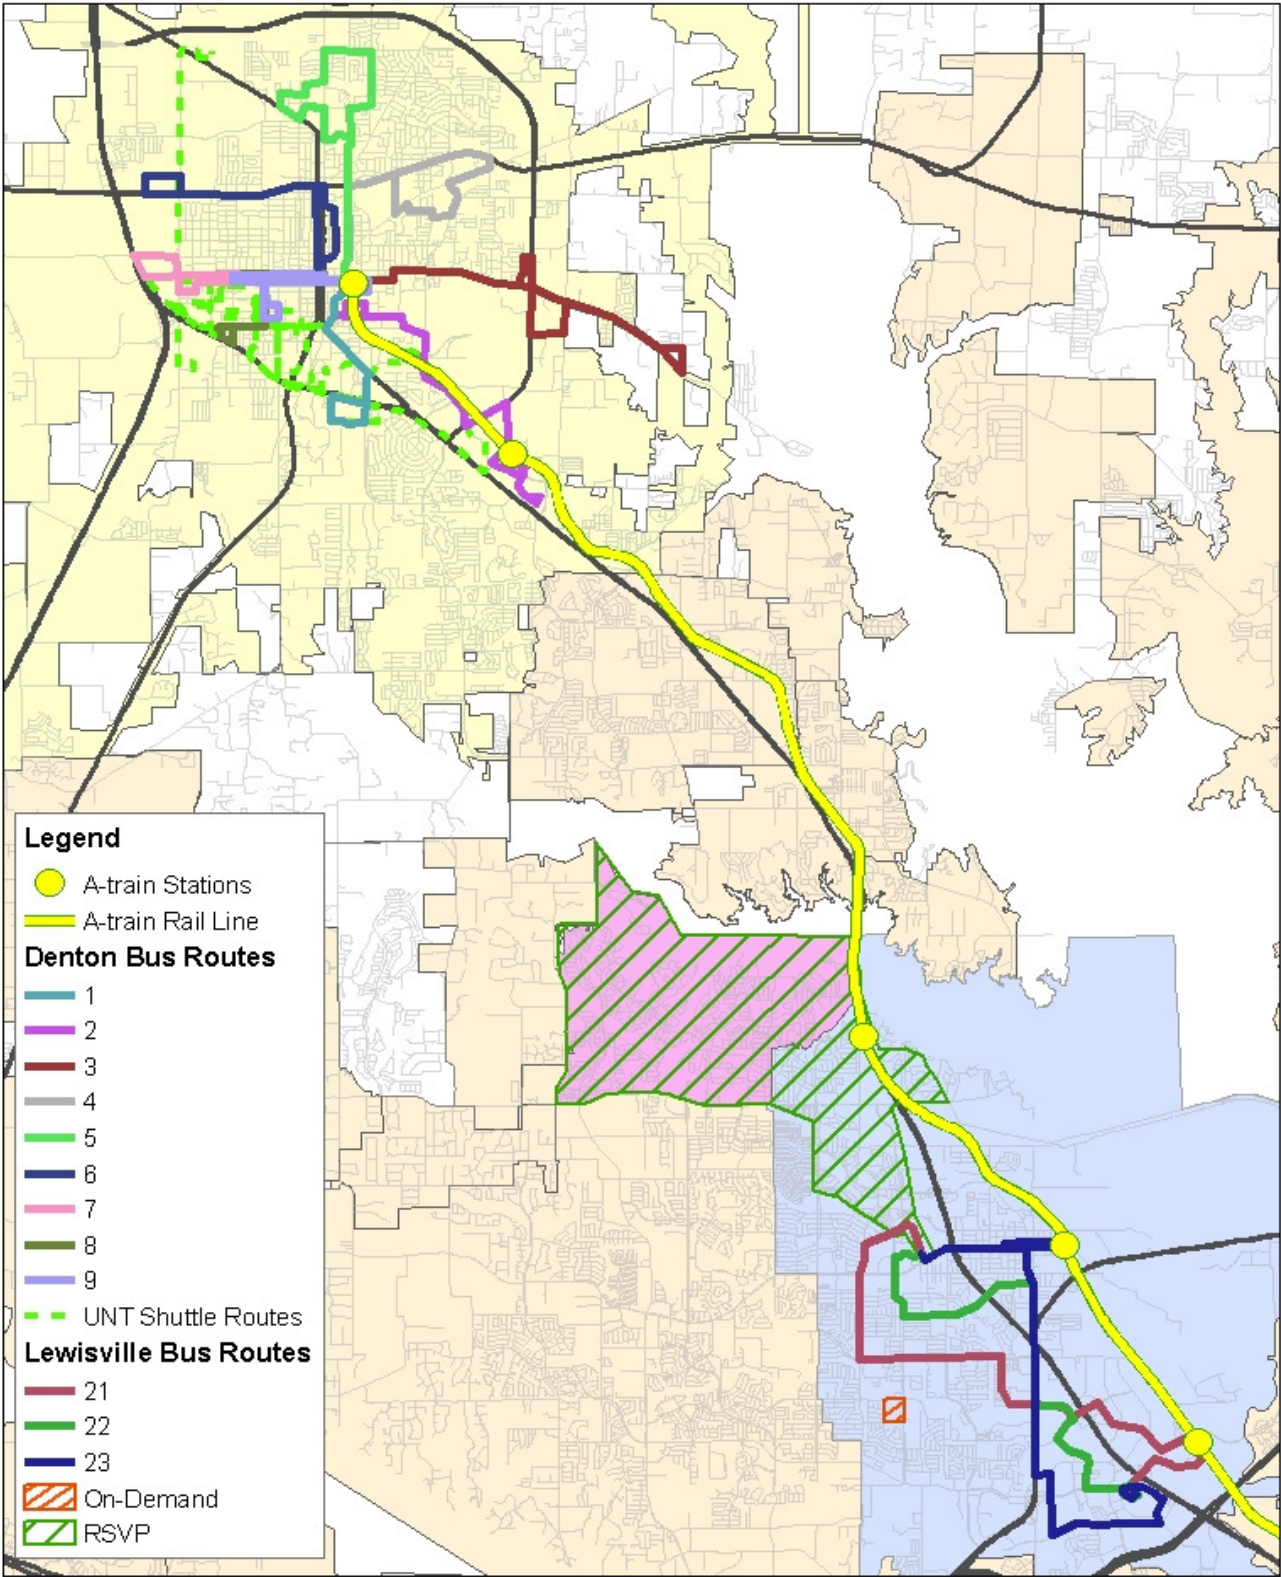 Legend
A-train Stations
A-train Rail Line
Denton Bus Routes
1
2
3
4
5
6
7
8
9
UNT Shuttle Routes
Lewisville Bus Routes
21
22
23
On-Demand
RSVP